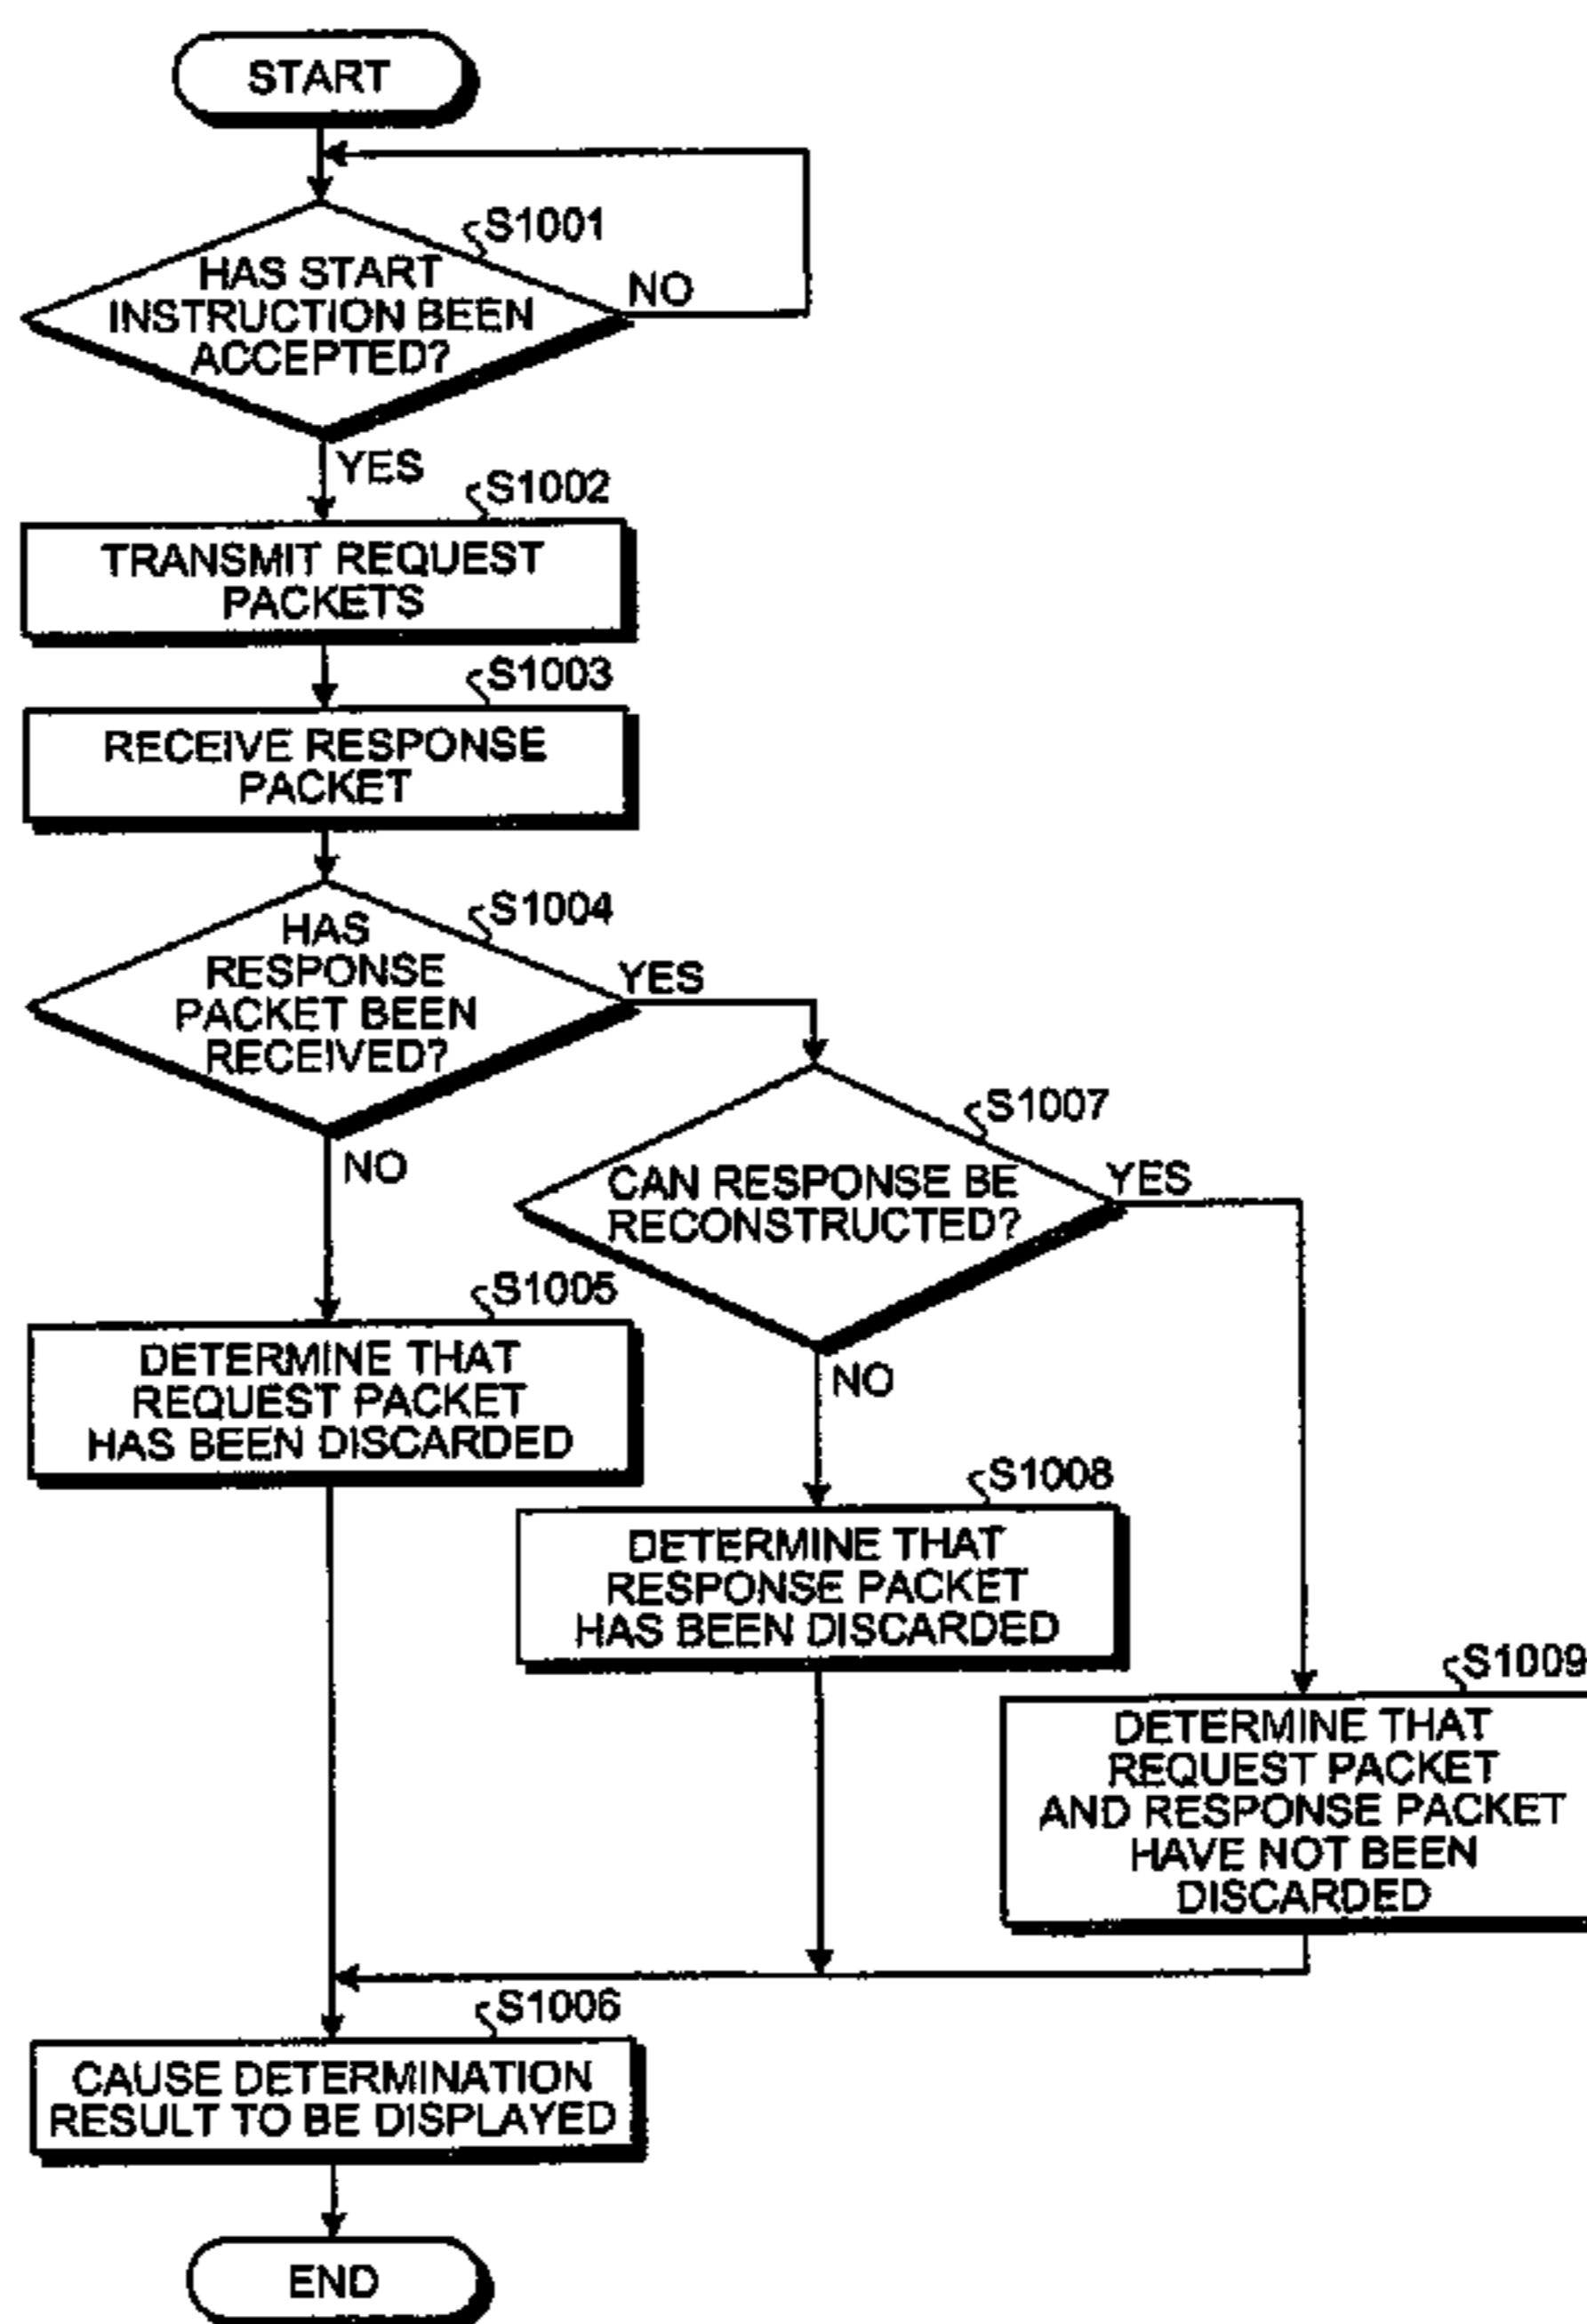 START
S1001
HAS START
INSTRUCTION BEEN
ACCEPTED?
NO
YES
S1002
TRANSMIT REQUEST
PACKETS
S1003
RECEIVE RESPONSE
PACKET
S1004
HAS
RESPONSE
PACKET BEEN
RECEIVED?
YES
NO
S1007
CAN RESPONSE BE
RECONSTRUCTED?
YES
NO
S1005
DETERMINE THAT
REQUEST PACKET
HAS BEEN DISCARDED
S1008
DETERMINE THAT
RESPONSE PACKET
HAS BEEN DISCARDED
S1009
DETERMINE THAT
REQUEST PACKET
AND RESPONSE PACKET
HAVE NOT BEEN
DISCARDED
S1006
CAUSE DETERMINATION
RESULT TO BE DISPLAYED
END